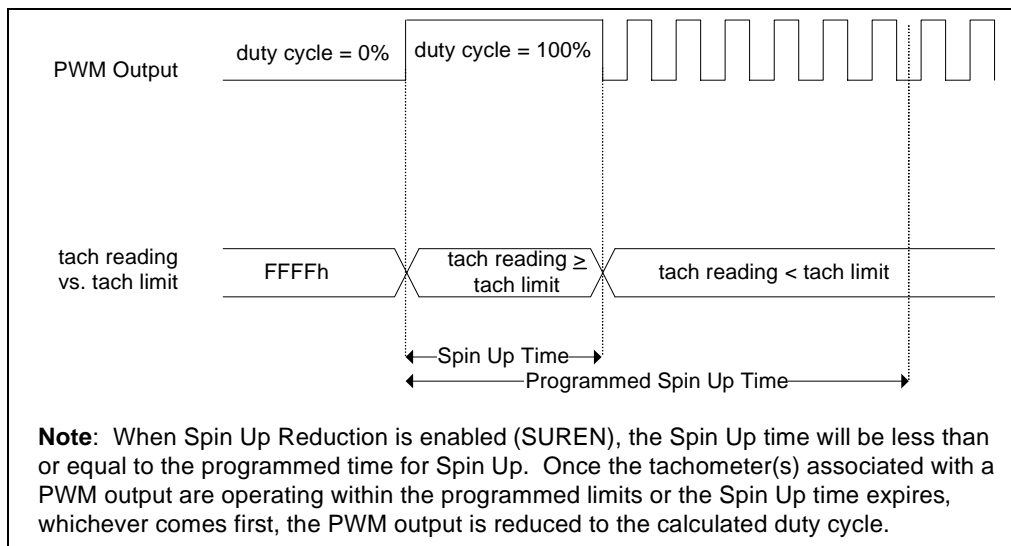 duty cycle = 0%
duty cycle = 100%
PWM Output
tach reading
vs. tach limit
FFFFh
tach reading ≥
tach limit
tach reading < tach limit
Spin Up Time
Programmed Spin Up Time
Note: When Spin Up Reduction is enabled (SUREN), the Spin Up time will be less than
or equal to the programmed time for Spin Up. Once the tachometer(s) associated with a
PWM output are operating within the programmed limits or the Spin Up time expires,
whichever comes first, the PWM output is reduced to the calculated duty cycle.